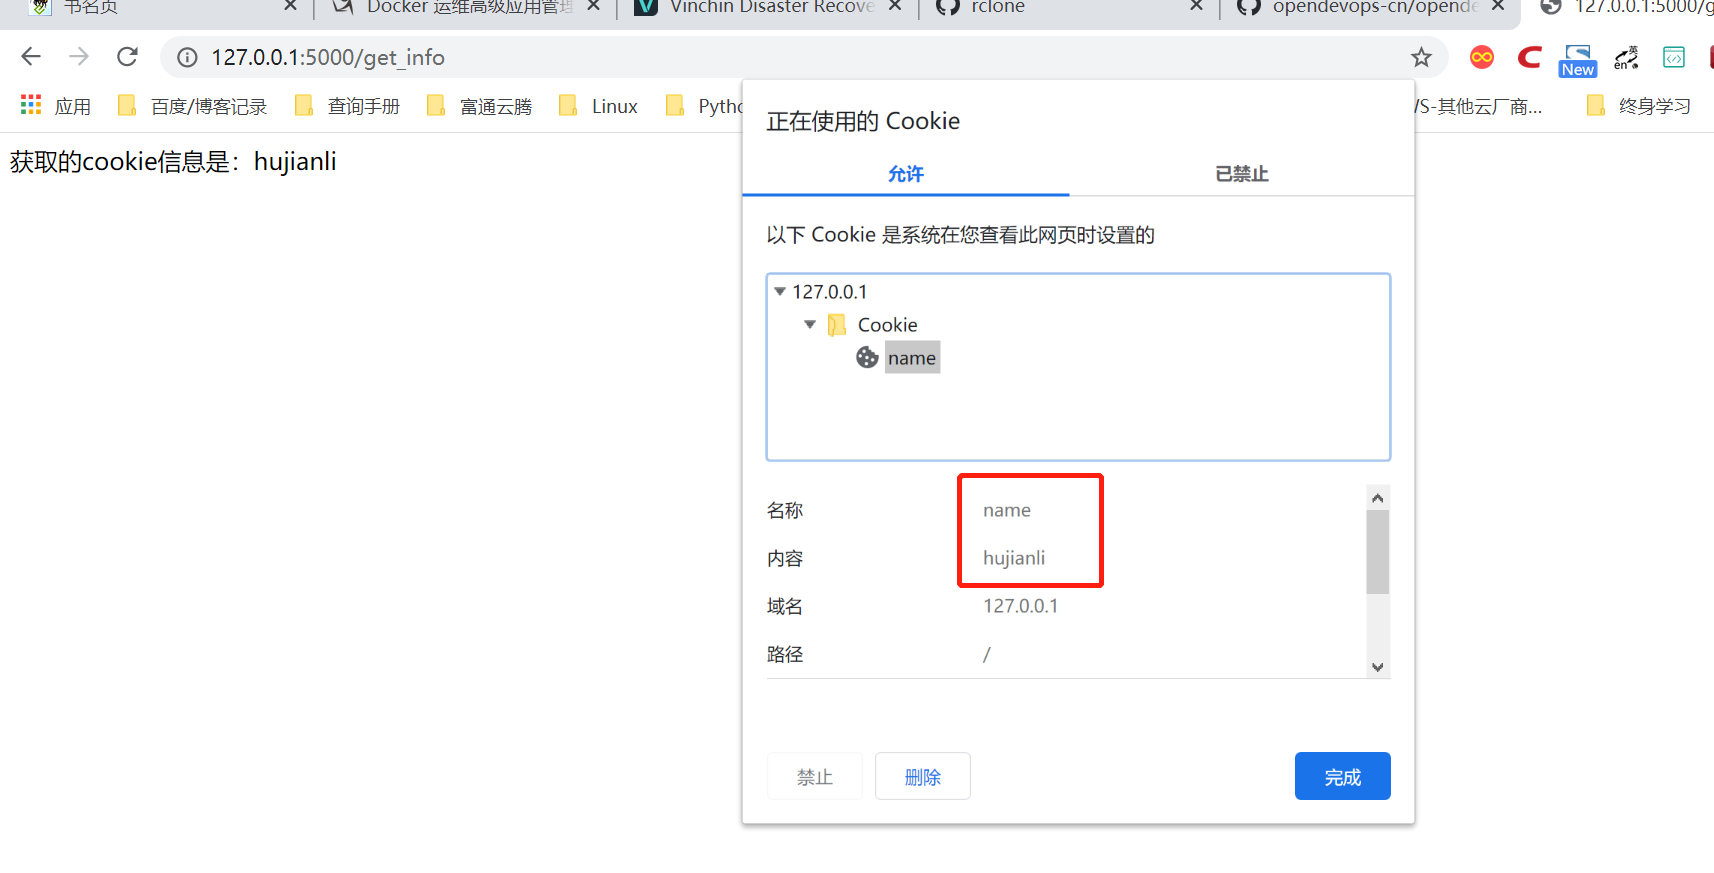 书名页
Docker 运维高级应用管理
Vinchin Disaster Recove
rclone
opendevops-cn/opende
127.0.0.1:5000/g
127.0.0.1:5000/get_info
New
英
en
应用
百度/博客记录
查询手册
富通云腾
Linux
Pytho
VS-其他云厂商...
终身学习
获取的cookie信息是：hujianli
正在使用的 Cookie
允许
已禁止
以下 Cookie 是系统在您查看此网页时设置的
127.0.0.1
Cookie
name
名称 name
内容 hujianli
域名 127.0.0.1
路径 /
禁止
删除
完成